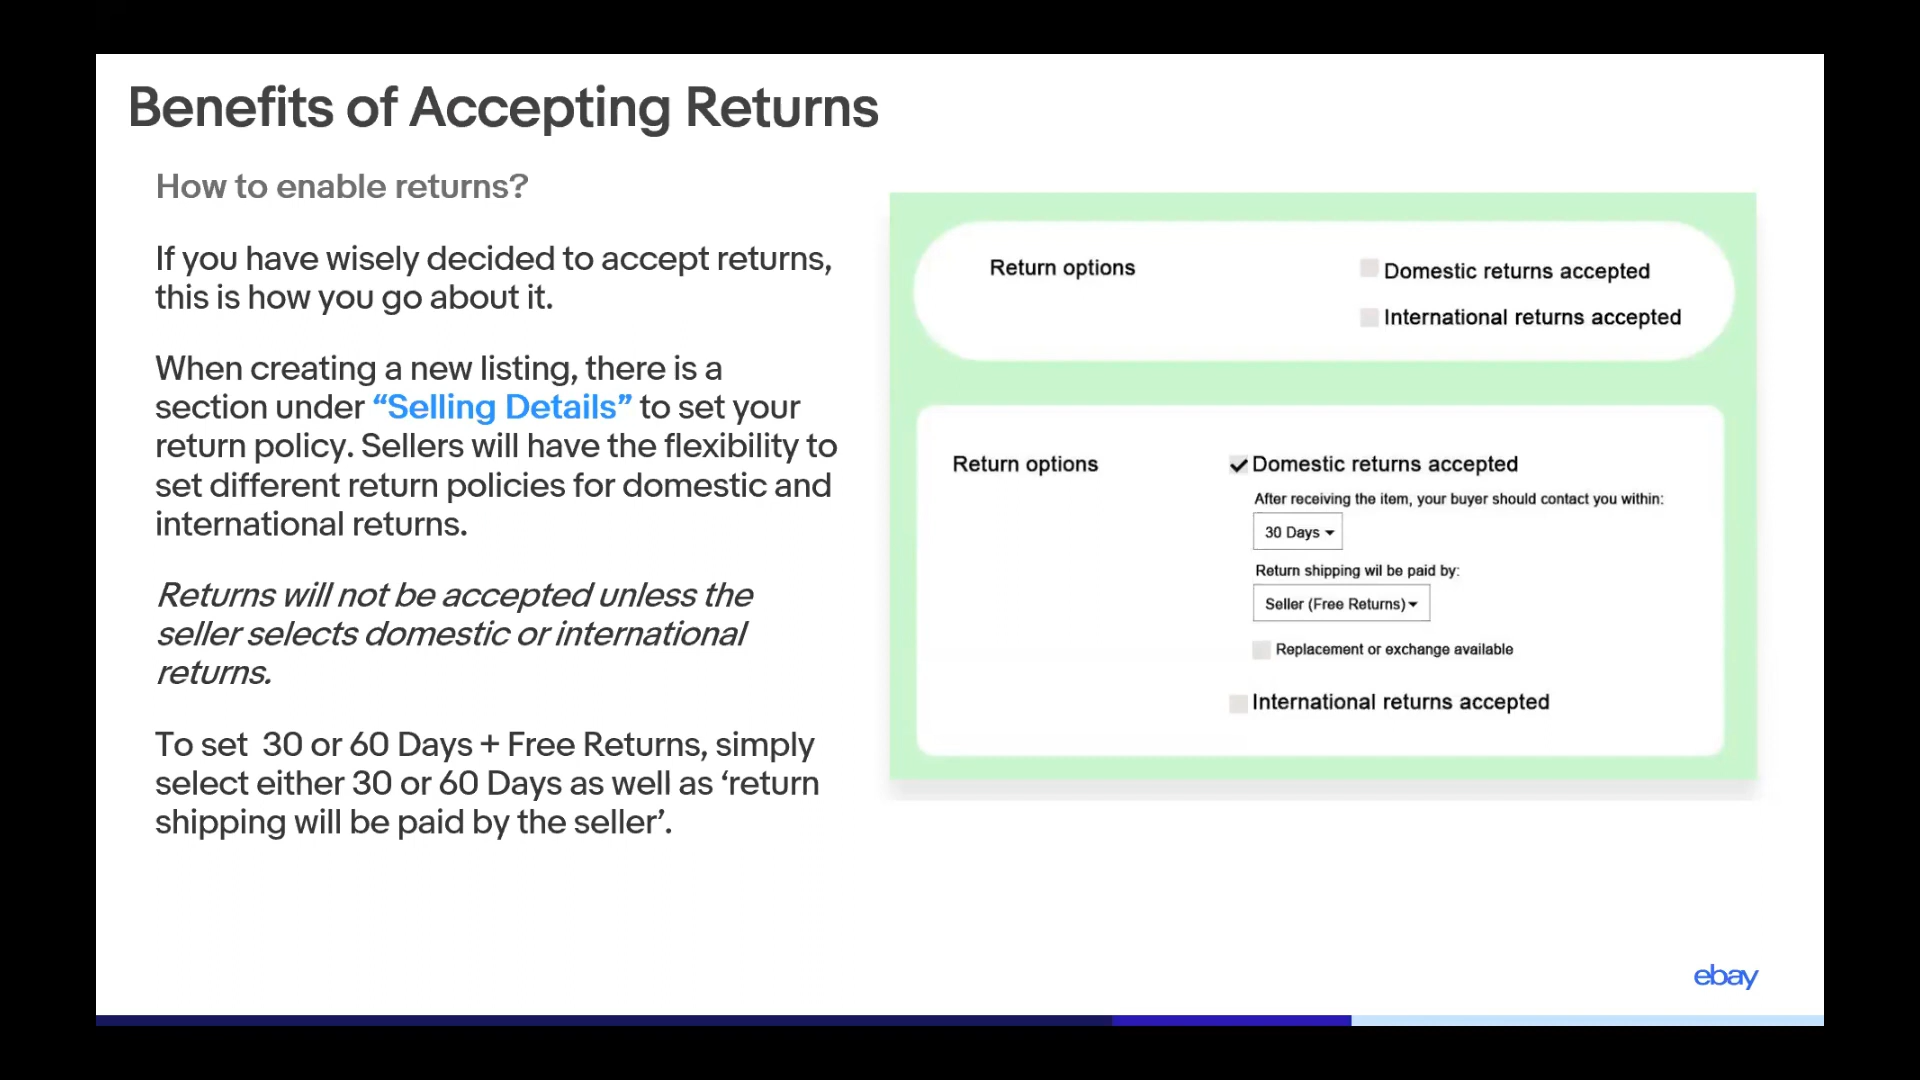 Benefits of Accepting Returns
How to enable returns?
If you have wisely decided to accept returns,
this is how you go about it.
When creating a new listing, there is a
section under “Selling Details” to set your
return policy. Sellers will have the flexibility to
set different return policies for domestic and
international returns.
Returns will not be accepted unless the
seller selects domestic or international
returns.
To set  30 or 60 Days + Free Returns, simply
select either 30 or 60 Days as well as ‘return
shipping will be paid by the seller’.
Return options
Domestic returns accepted
International returns accepted
Return options
Domestic returns accepted
After receiving the item, your buyer should contact you within:
30 Days
Return shipping wil be paid by:
Seller (Free Returns)
Replacement or exchange available
International returns accepted
ebay